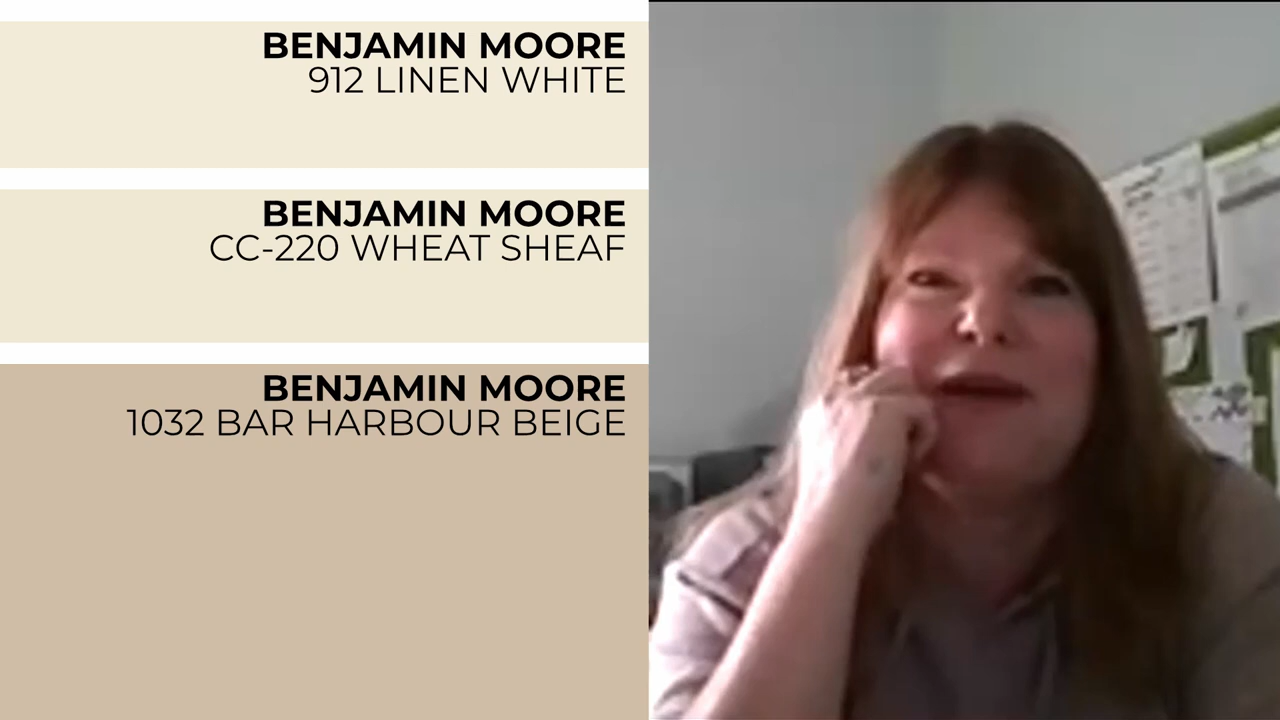 BENJAMIN MOORE
912 LINEN WHITE
BENJAMIN MOORE
CC-220 WHEAT SHEAF
BENJAMIN MOORE
1032 BAR HARBOUR BEIGE